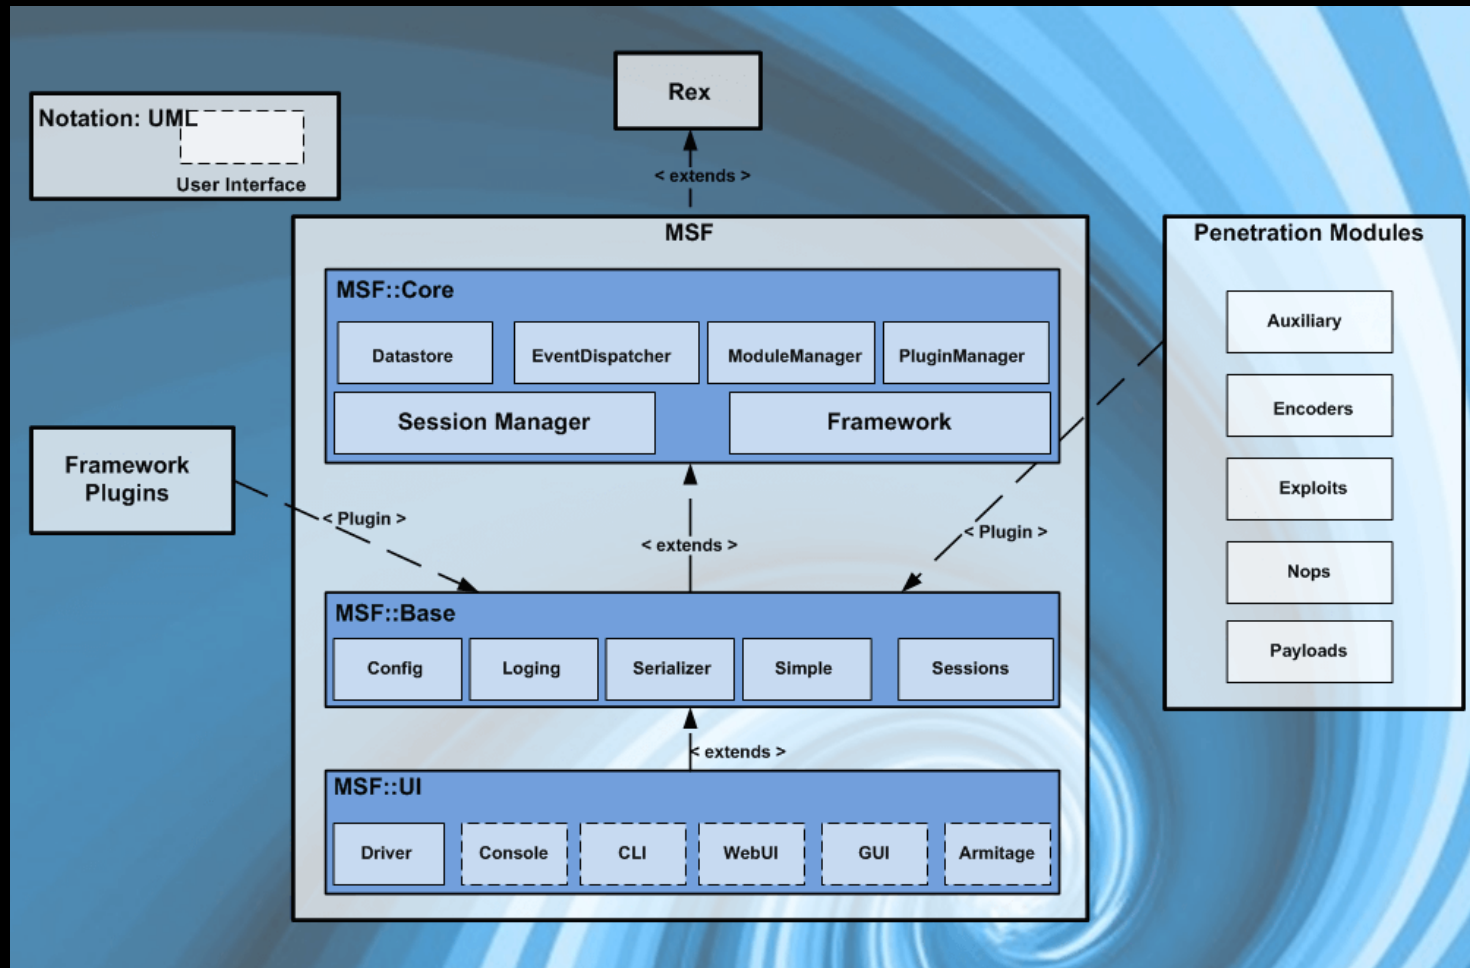 Rex
Notation: UML
User Interface
< extends >
MSF
Penetration Modules
MSF::Core
Datastore
EventDispatcher
ModuleManager
PluginManager
Session Manager
Framework
Auxiliary
Encoders
Exploits
Nops
Payloads
Framework
Plugins
< Plugin >
< extends >
< Plugin >
MSF::Base
Config
Loging
Serializer
Simple
Sessions
< extends >
MSF::UI
Driver
Console
CLI
WebUI
GUI
Armitage